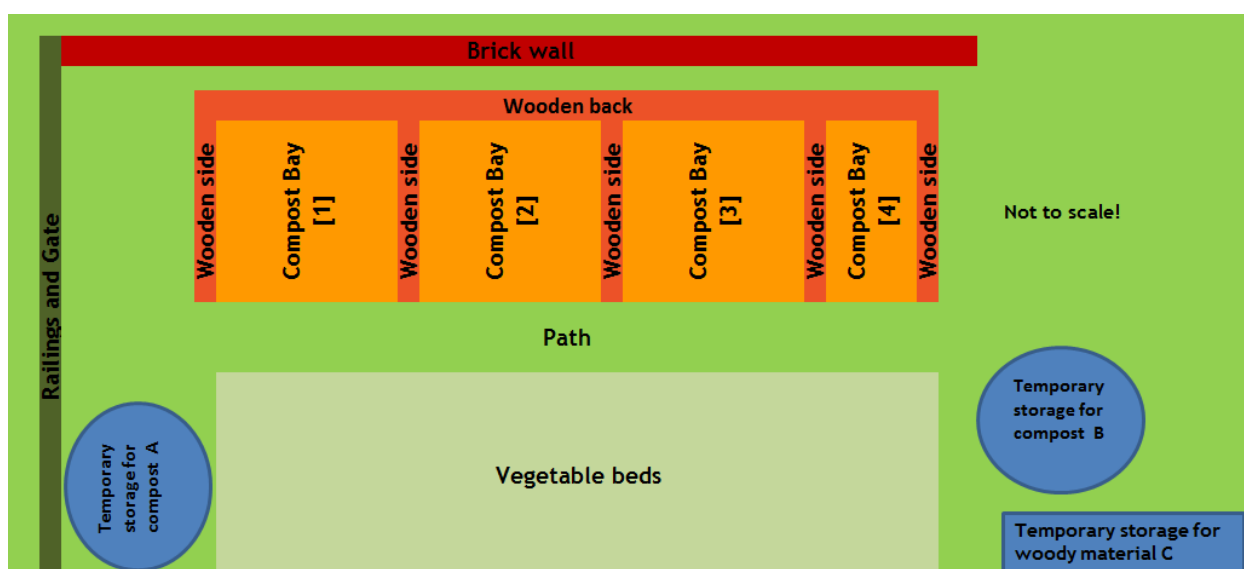 Brick wall
Wooden back
Wooden side
Compost Bay
[1]
Wooden side
Compost Bay
[2]
Wooden side
Compost Bay
[3]
Wooden side
Compost Bay
[4]
Wooden side
Not to scale!
Railings and Gate
Path
Temporary
storage for
compost B
Temporary
storage for
compost A
Vegetable beds
Temporary storage for
woody material C